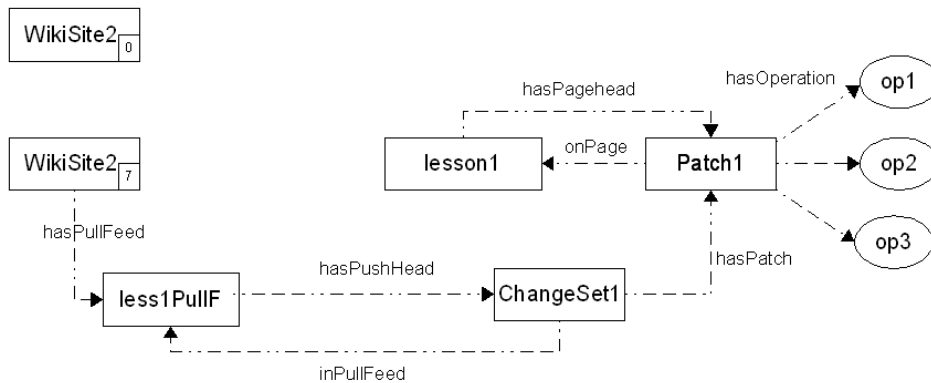 WikiSite2
0
hasOperation
op1
hasPagehead
WikiSite2
7
lesson1
onPage
Patch1
op2
hasPullFeed
op3
hasPatch
hasPushHead
less1PullF
ChangeSet1
inPullFeed